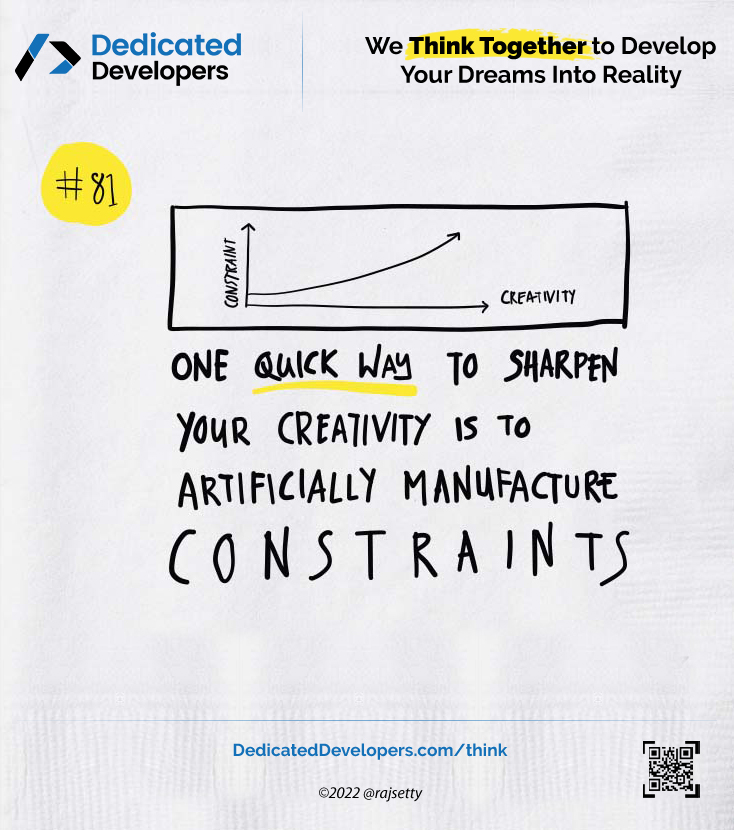 Dedicated
Developers
We Think Together to Develop
Your Dreams Into Reality
#81
CONSTRAINT
CREATIVITY
ONE QUICK WAY TO SHARPEN
YOUR CREATIVITY IS TO
ARTIFICIALLY MANUFACTURE
CONSTRAINTS
DedicatedDevelopers.com/think
©2022 @rajsetty